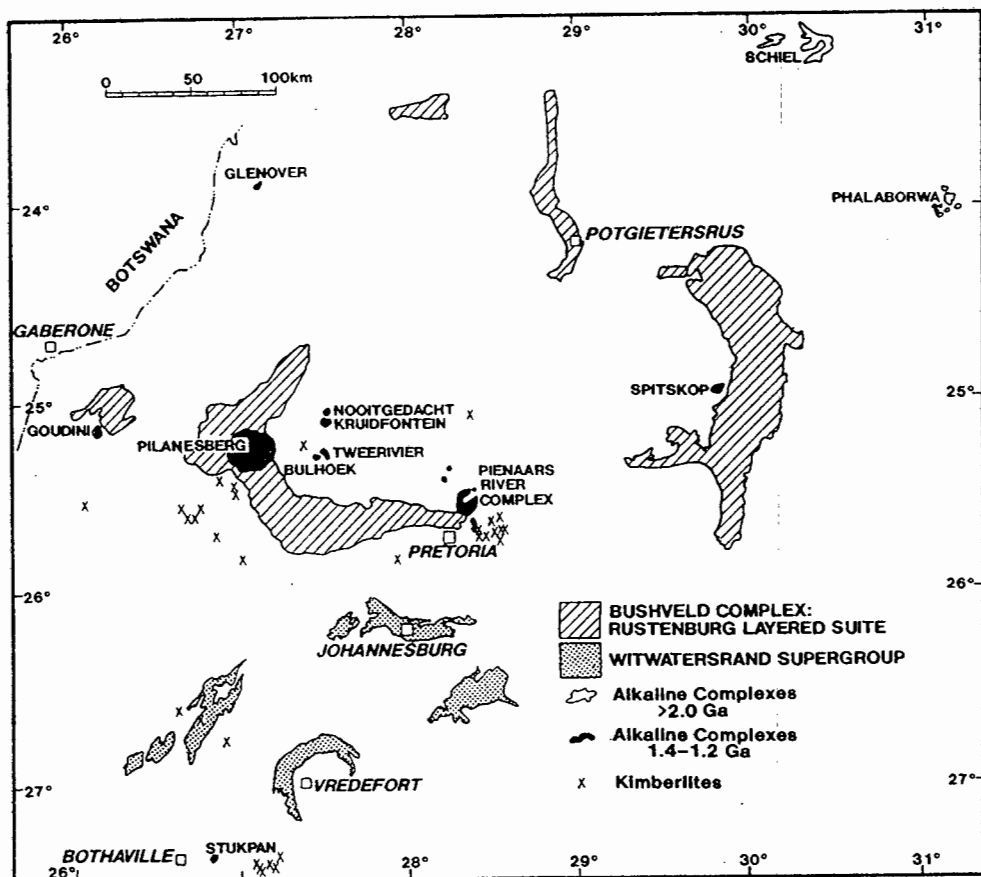 26° 27° 28° 29° 30° 31°
SCHIEL
0 50 100km
GLENOVER
24°
PHALABORWA
24°
BOTSWANA
POTGIETERSRUS
GABERONE
SPITSKOP
25°
NOOITGEDACHT
KRUIDFONTEIN
25°
GOUDINI
PILANESBERG
TWEERIVIER
BULHOEK
PIENAARS
RIVER
COMPLEX
PRETORIA
26°
26°
BUSHVELD COMPLEX:
RUSTENBURG LAYERED SUITE
JOHANNESBURG
WITWATERSRAND SUPERGROUP
Alkaline Complexes
>2.0 Ga
Alkaline Complexes
1.4–1.2 Ga
27°
VREDEFORT
x Kimberlites
27°
BOTHAVILLE
STUKPAN
26° 27° 28° 29° 30° 31°